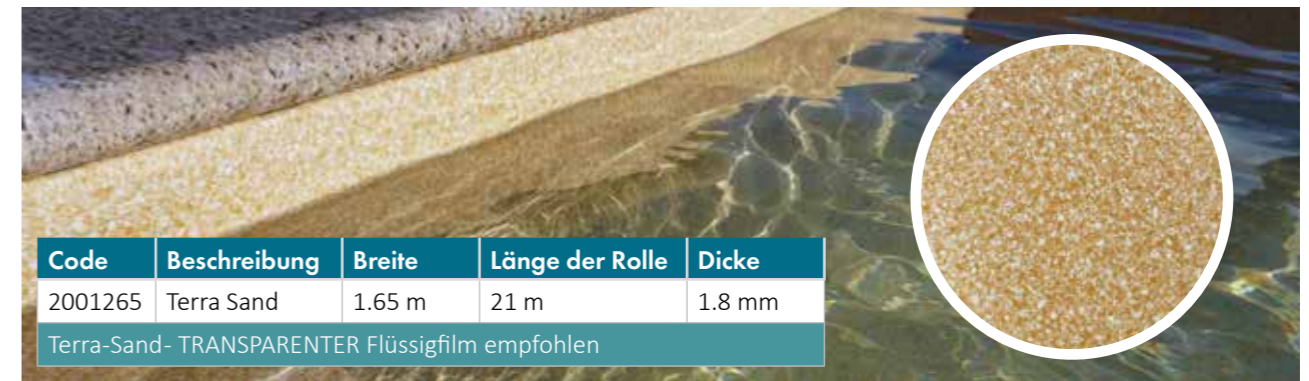 Code Beschreibung Breite Länge der Rolle Dicke
2001265 Terra Sand 1.65 m 21 m 1.8 mm
Terra-Sand- TRANSPARENTER Flüssigfilm empfohlen